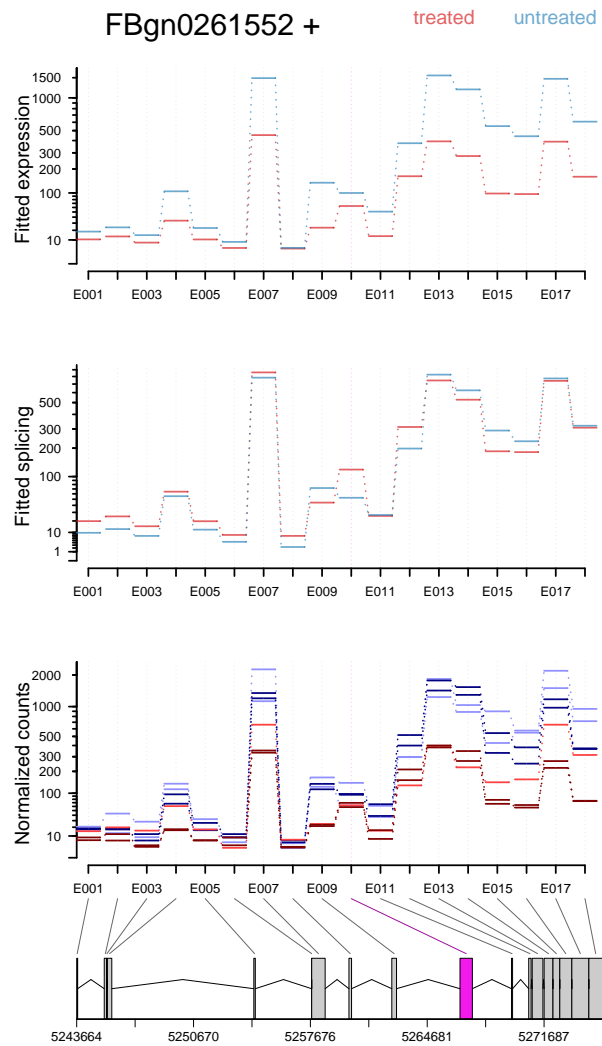 FBgn0261552 +
treated untreated
Fitted expression
1500
1000
500
300
200
100
10
E001 E003 E005 E007 E009 E011 E013 E015 E017
Fitted splicing
500
300
200
100
10
1
E001 E003 E005 E007 E009 E011 E013 E015 E017
Normalized counts
2000
1000
500
300
200
100
10
E001 E003 E005 E007 E009 E011 E013 E015 E017
5243664 5250670 5257676 5264681 5271687